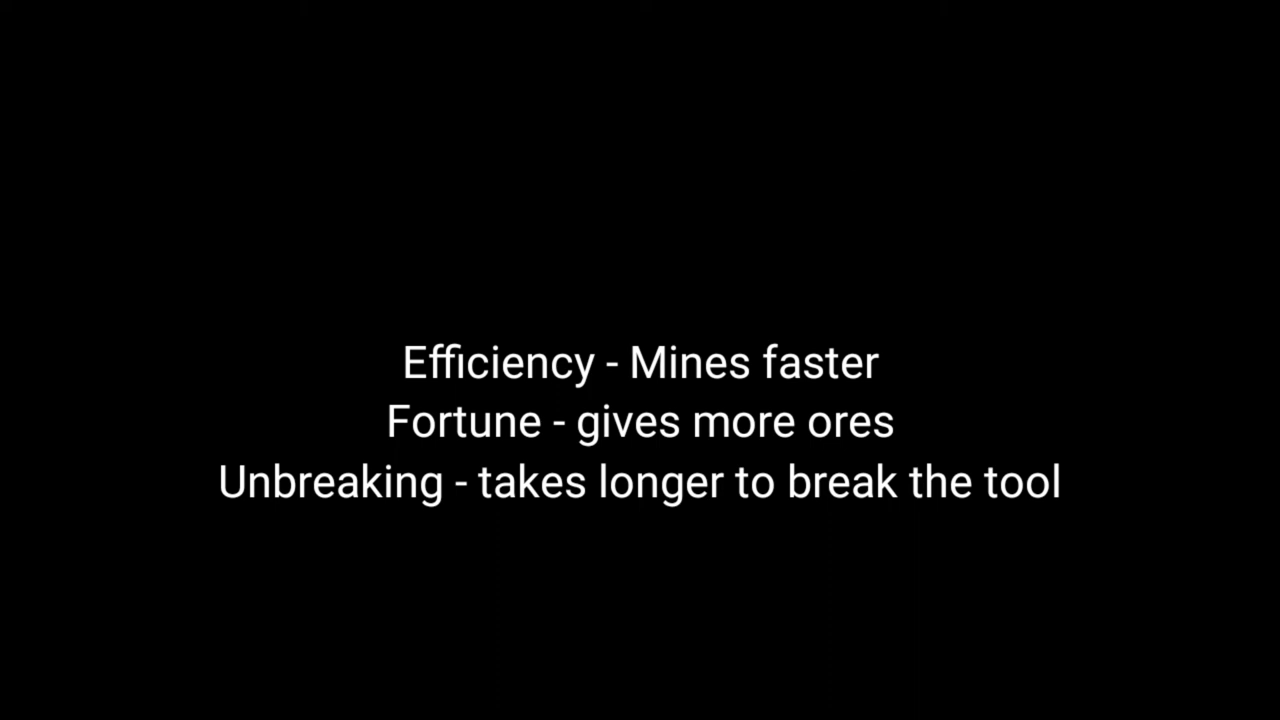 Efficiency - Mines faster
Fortune - gives more ores
Unbreaking - takes longer to break the tool